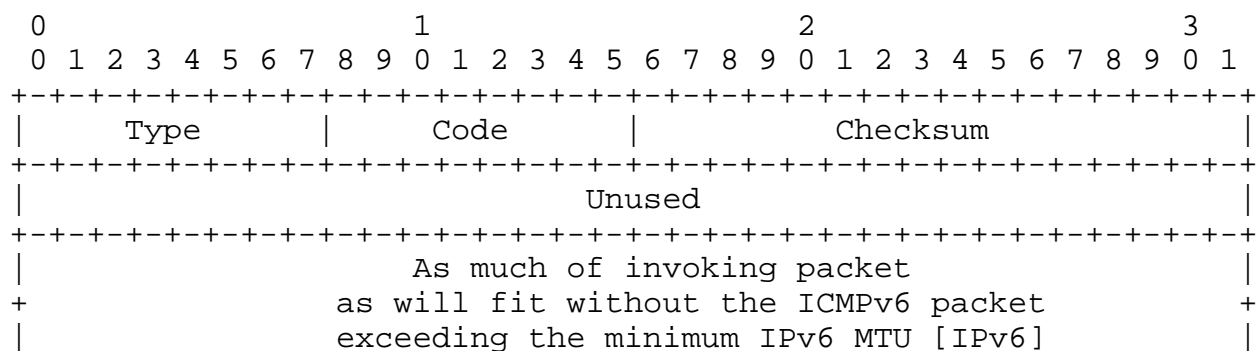 0                   1                   2                   3
 0 1 2 3 4 5 6 7 8 9 0 1 2 3 4 5 6 7 8 9 0 1 2 3 4 5 6 7 8 9 0 1
+-+-+-+-+-+-+-+-+-+-+-+-+-+-+-+-+-+-+-+-+-+-+-+-+-+-+-+-+-+-+-+-+
|     Type      |     Code      |          Checksum             |
+-+-+-+-+-+-+-+-+-+-+-+-+-+-+-+-+-+-+-+-+-+-+-+-+-+-+-+-+-+-+-+-+
|                             Unused                            |
+-+-+-+-+-+-+-+-+-+-+-+-+-+-+-+-+-+-+-+-+-+-+-+-+-+-+-+-+-+-+-+-+
|                    As much of invoking packet                 |
+                as will fit without the ICMPv6 packet          +
|                exceeding the minimum IPv6 MTU [IPv6]          |